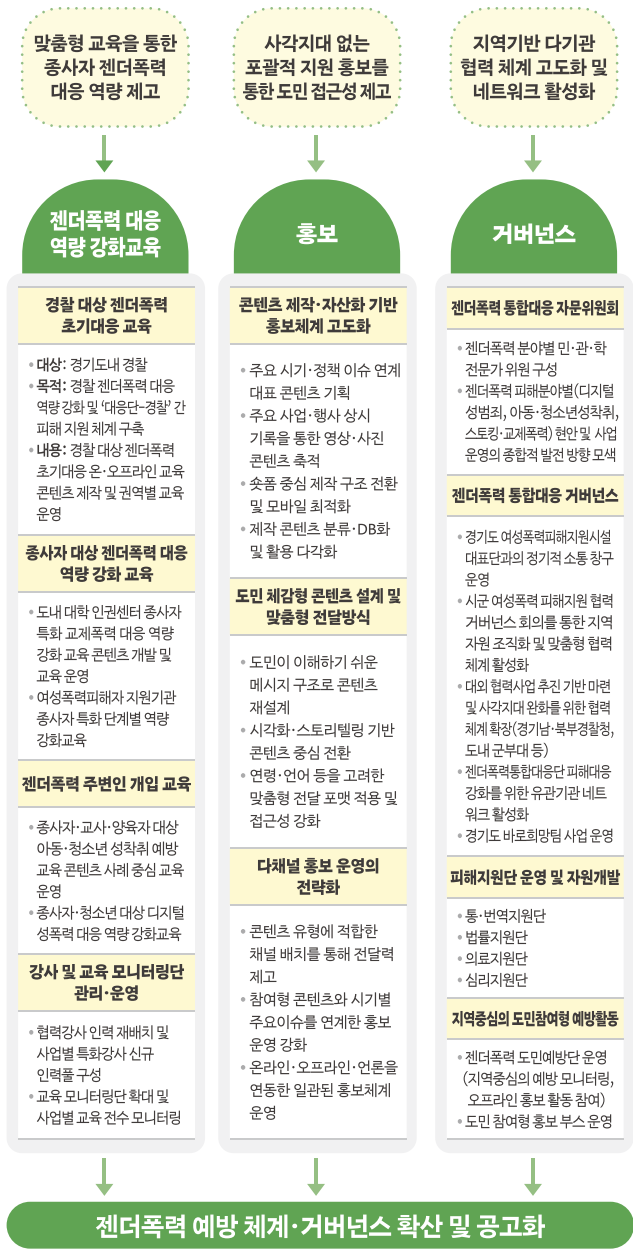 맞춤형 교육을 통한
종사자 젠더폭력
대응 역량 제고
사각지대 없는
포괄적 지원 홍보를
통한 도민 접근성 제고
지역기반 다기관
협력 체계 고도화 및
네트워크 활성화
젠더폭력 대응
역량 강화교육
경찰 대상 젠더폭력
초기대응 교육
• 대상: 경기도내 경찰
• 목적: 경찰 젠더폭력 대응
역량 강화 및 ‘대응단-경찰’ 간
피해 지원 체계 구축
• 내용: 경찰 대상 젠더폭력
초기대응 온·오프라인 교육
콘텐츠 제작 및 권역별 교육
운영
종사자 대상 젠더폭력 대응
역량 강화 교육
• 도내 대학 인권센터 종사자
특화 교제폭력 대응 역량
강화 교육 콘텐츠 개발 및
교육 운영
• 여성폭력피해자 지원기관
종사자 특화 단계별 역량
강화교육
젠더폭력 주변인 개입 교육
• 종사자·교사·양육자 대상
아동·청소년 성착취 예방
교육 콘텐츠 사례 중심 교육
운영
• 종사자·청소년 대상 디지털
성폭력 대응 역량 강화교육
강사 및 교육 모니터링단
관리·운영
• 협력강사 인력 재배치 및
사업별 특화강사 신규
인력풀 구성
• 교육 모니터링단 확대 및
사업별 교육 전수 모니터링
홍보
콘텐츠 제작·자산화 기반
홍보체계 고도화
• 주요 시기·정책 이슈 연계
대표 콘텐츠 기획
• 주요 사업·행사 상시
기록을 통한 영상·사진
콘텐츠 축적
• 숏폼 중심 제작 구조 전환
및 모바일 최적화
• 제작 콘텐츠 분류·DB화
및 활용 다각화
도민 체감형 콘텐츠 설계 및
맞춤형 전달방식
• 도민이 이해하기 쉬운
메시지 구조로 콘텐츠
재설계
• 시각화·스토리텔링 기반
콘텐츠 중심 전환
• 연령·언어 등을 고려한
맞춤형 전달 포맷 적용 및
접근성 강화
다채널 홍보 운영의
전략화
• 콘텐츠 유형에 적합한
채널 배치를 통해 전달력
제고
• 참여형 콘텐츠와 시기별
주요이슈를 연계한 홍보
운영 강화
• 온라인·오프라인·언론을
연동한 일관된 홍보체계
운영
거버넌스
젠더폭력 통합대응 자문위원회
• 젠더폭력 분야별 민·관·학
전문가 위원 구성
• 젠더폭력 피해분야별(디지털
성범죄, 아동·청소년성착취,
스토킹·교제폭력) 현안 및 사업
운영의 종합적 발전 방향 모색
젠더폭력 통합대응 거버넌스
• 경기도 여성폭력피해지원시설
대표단과의 정기적 소통 창구
운영
• 시군 여성폭력 피해지원 협력
거버넌스 회의를 통한 지역
자원 조직화 및 맞춤형 협력
체계 활성화
• 대외 협력사업 추진 기반 마련
및 사각지대 완화를 위한 협력
체계 확장(경기남·북부경찰청,
도내 군부대 등)
• 젠더폭력통합대응단 피해대응
강화를 위한 유관기관 네트
워크 활성화
• 경기도 바로희망팀 사업 운영
피해지원단 운영 및 자원개발
• 통·번역지원단
• 법률지원단
• 의료지원단
• 심리지원단
지역중심의 도민참여형 예방활동
• 젠더폭력 도민예방단 운영
(지역중심의 예방 모니터링,
오프라인 홍보 활동 참여)
• 도민 참여형 홍보 부스 운영
젠더폭력 예방 체계·거버넌스 확산 및 공고화